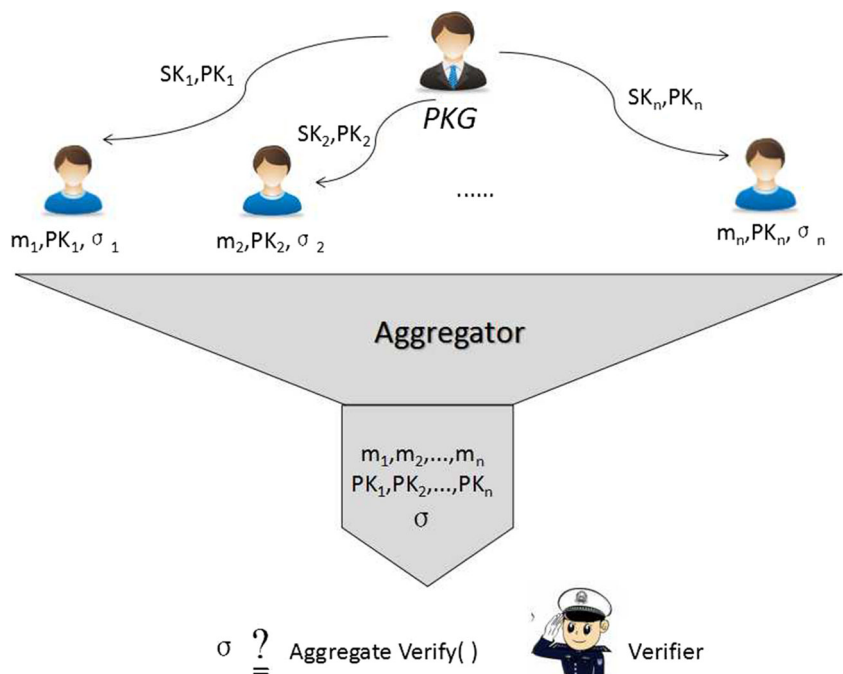 SK₁,PK₁
SK₂,PK₂
SKₙ,PKₙ
PKG
......
m₁,PK₁, σ ₁
m₂,PK₂, σ ₂
mₙ,PKₙ, σ ₙ
Aggregator
m₁,m₂,...,mₙ
PK₁,PK₂,...,PKₙ
σ
σ ≟ Aggregate Verify( )
Verifier